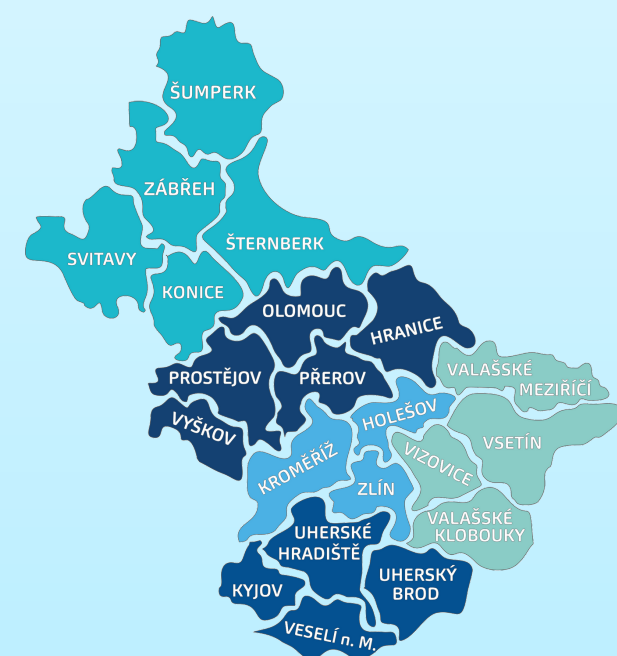 ŠUMPERK
ZÁBŘEH
ŠTERNBERK
SVITAVY
KONICE
OLOMOUC
HRANICE
PROSTĚJOV
PŘEROV
VALAŠSKÉ
MEZIŘÍČÍ
VYŠKOV
HOLEŠOV
VSETÍN
KROMĚŘÍŽ
VIZOVICE
ZLÍN
VALAŠSKÉ
KLOBOUKY
UHERSKÉ
HRADIŠTĚ
UHERSKÝ
BROD
KYJOV
VESELÍ n. M.